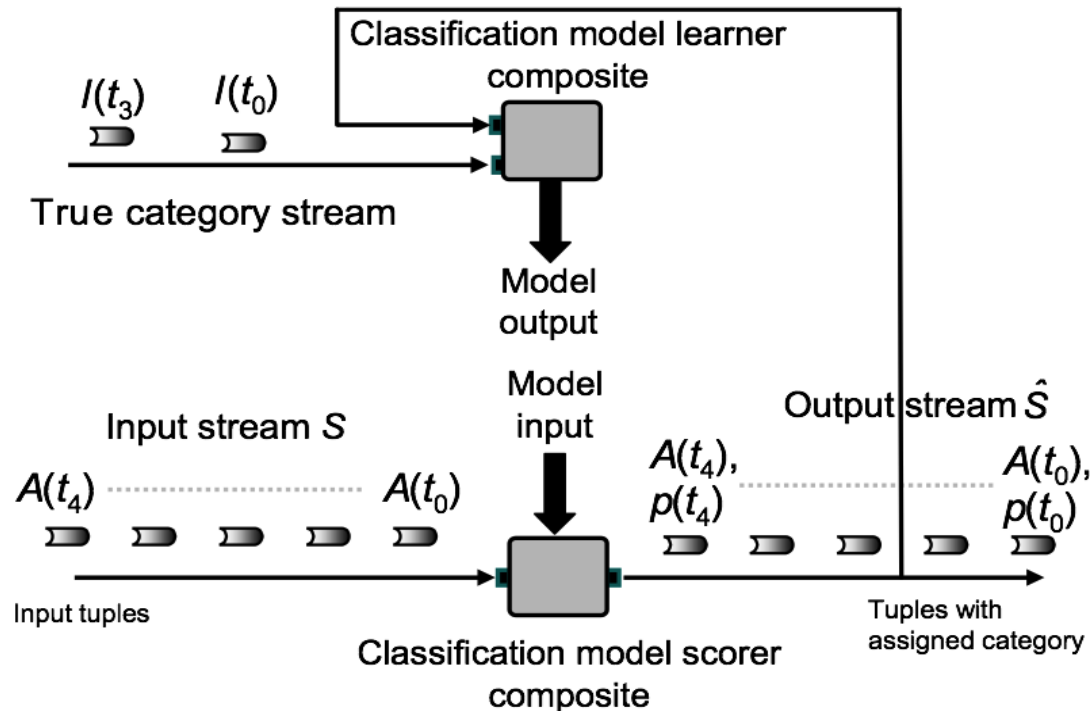 Classification model learner
composite
l(t₃)
l(t₀)
True category stream
Model
output
Model
input
Input stream S
Output stream Ŝ
A(t₄)
A(t₀)
A(t₄),
p(t₄)
A(t₀),
p(t₀)
Input tuples
Tuples with
assigned category
Classification model scorer
composite